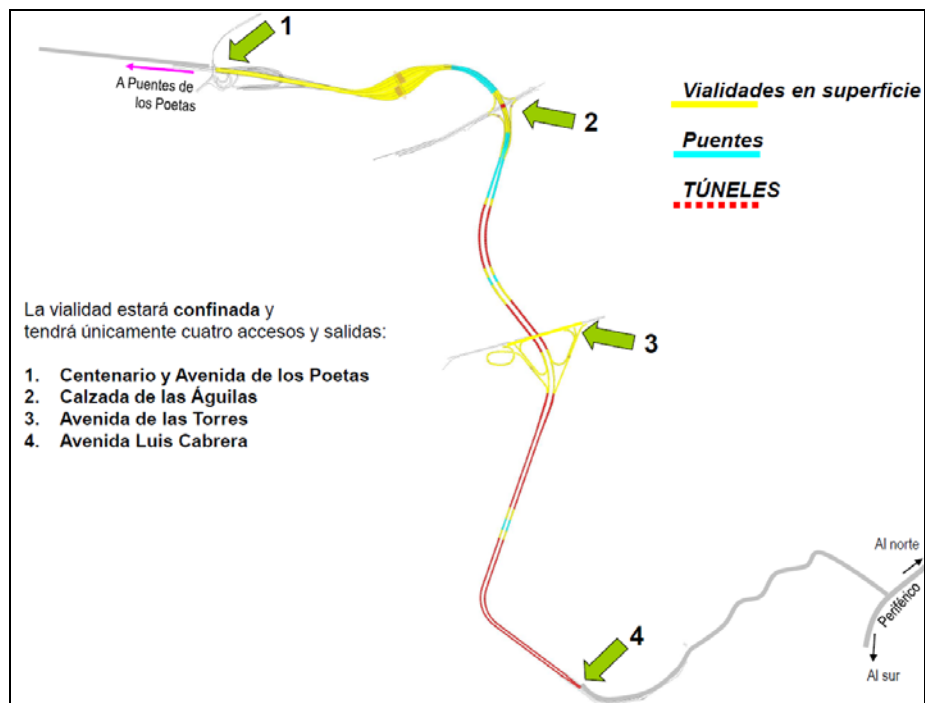 1
A Puentes de
los Poetas
2
Vialidades en superficie
Puentes
TÚNELES
La vialidad estará confinada y
tendrá únicamente cuatro accesos y salidas:
3
1. Centenario y Avenida de los Poetas
2. Calzada de las Águilas
3. Avenida de las Torres
4. Avenida Luis Cabrera
Al norte
Periférico
4
Al sur